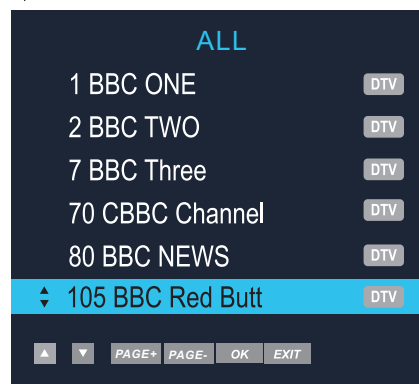 ALL
1 BBC ONE DTV
2 BBC TWO DTV
7 BBC Three DTV
70 CBBC Channel DTV
80 BBC NEWS DTV
105 BBC Red Butt DTV
PAGE+ PAGE- OK EXIT